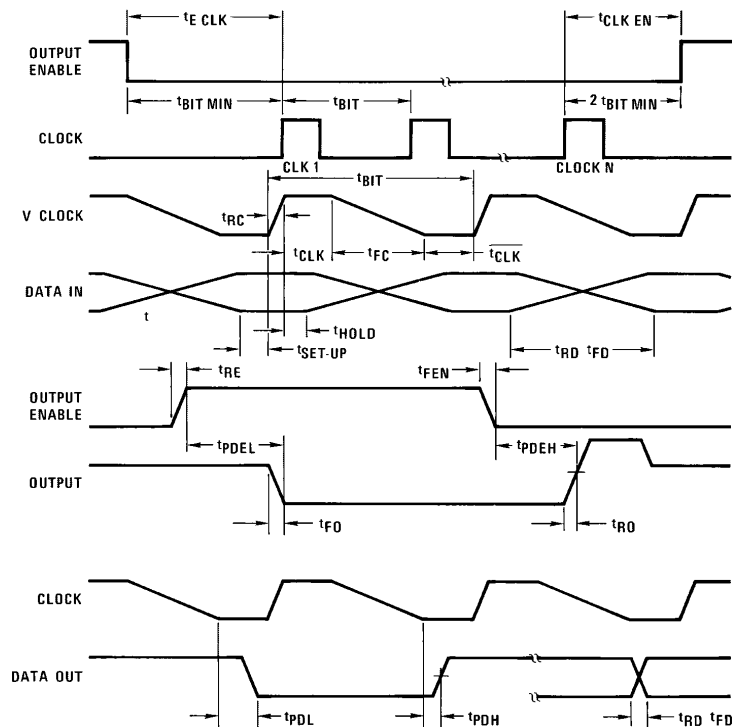 tE CLK
tCLK EN
OUTPUT
ENABLE
tBIT MIN
tBIT
2 tBIT MIN
CLOCK
CLK 1
CLOCK N
tBIT
V CLOCK
tRC
tCLK
tFC
tCLK
DATA IN
t
tHOLD
tSET-UP
tRD tFD
tRE
tFEN
OUTPUT
ENABLE
tPDEL
tPDEH
OUTPUT
tFO
tRO
CLOCK
DATA OUT
tPDL
tPDH
tRD tFD